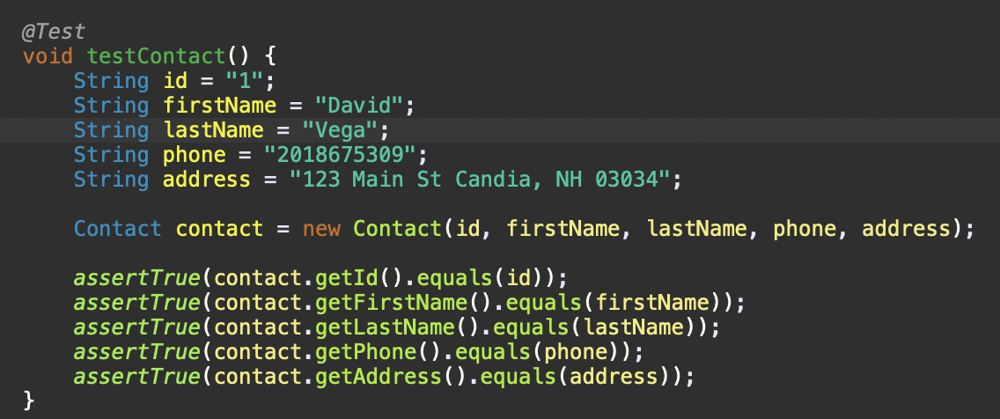 @Test
void testContact() {
    String id = "1";
    String firstName = "David";
    String lastName = "Vega";
    String phone = "2018675309";
    String address = "123 Main St Candia, NH 03034";

    Contact contact = new Contact(id, firstName, lastName, phone, address);

    assertTrue(contact.getId().equals(id));
    assertTrue(contact.getFirstName().equals(firstName));
    assertTrue(contact.getLastName().equals(lastName));
    assertTrue(contact.getPhone().equals(phone));
    assertTrue(contact.getAddress().equals(address));
}